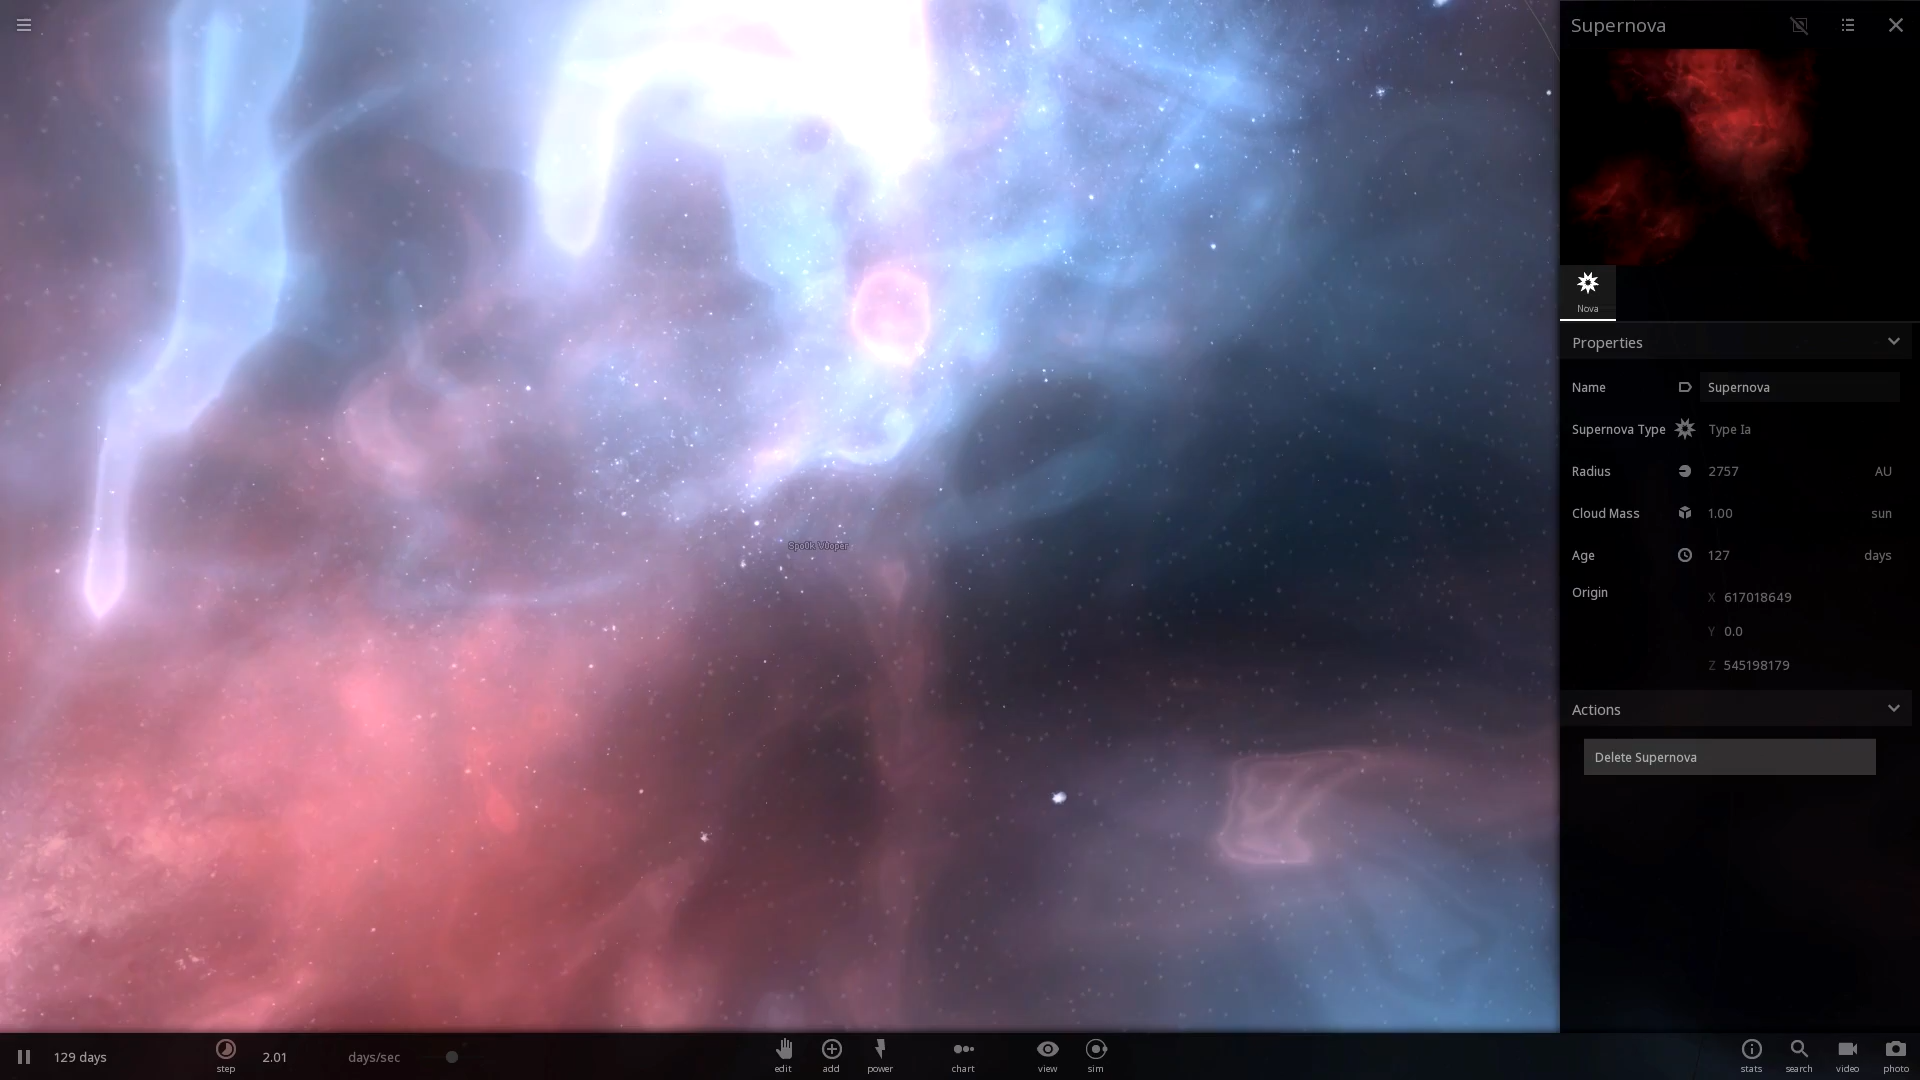 Supernova
Nova
Properties
Name Supernova
Supernova Type Type Ia
Radius 2757 AU
Cloud Mass 1.00 sun
Age 127 days
Origin X 617018649
Y 0.0
Z 545198179
Actions
Delete Supernova
129 days step 2.01 days/sec edit add power chart view sim stats search video photo